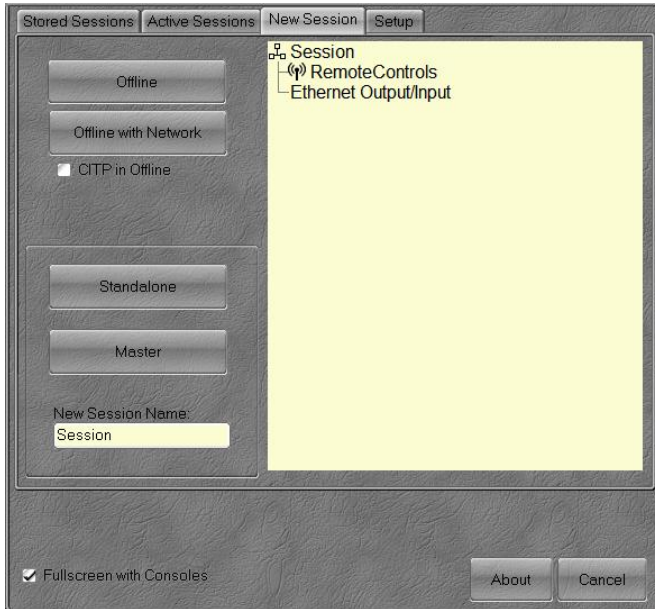 Stored Sessions
Active Sessions
New Session
Setup
Offline
Offline with Network
CITP in Offline
Standalone
Master
New Session Name:
Session
Session
RemoteControls
Ethernet Output/Input
Fullscreen with Consoles
About
Cancel